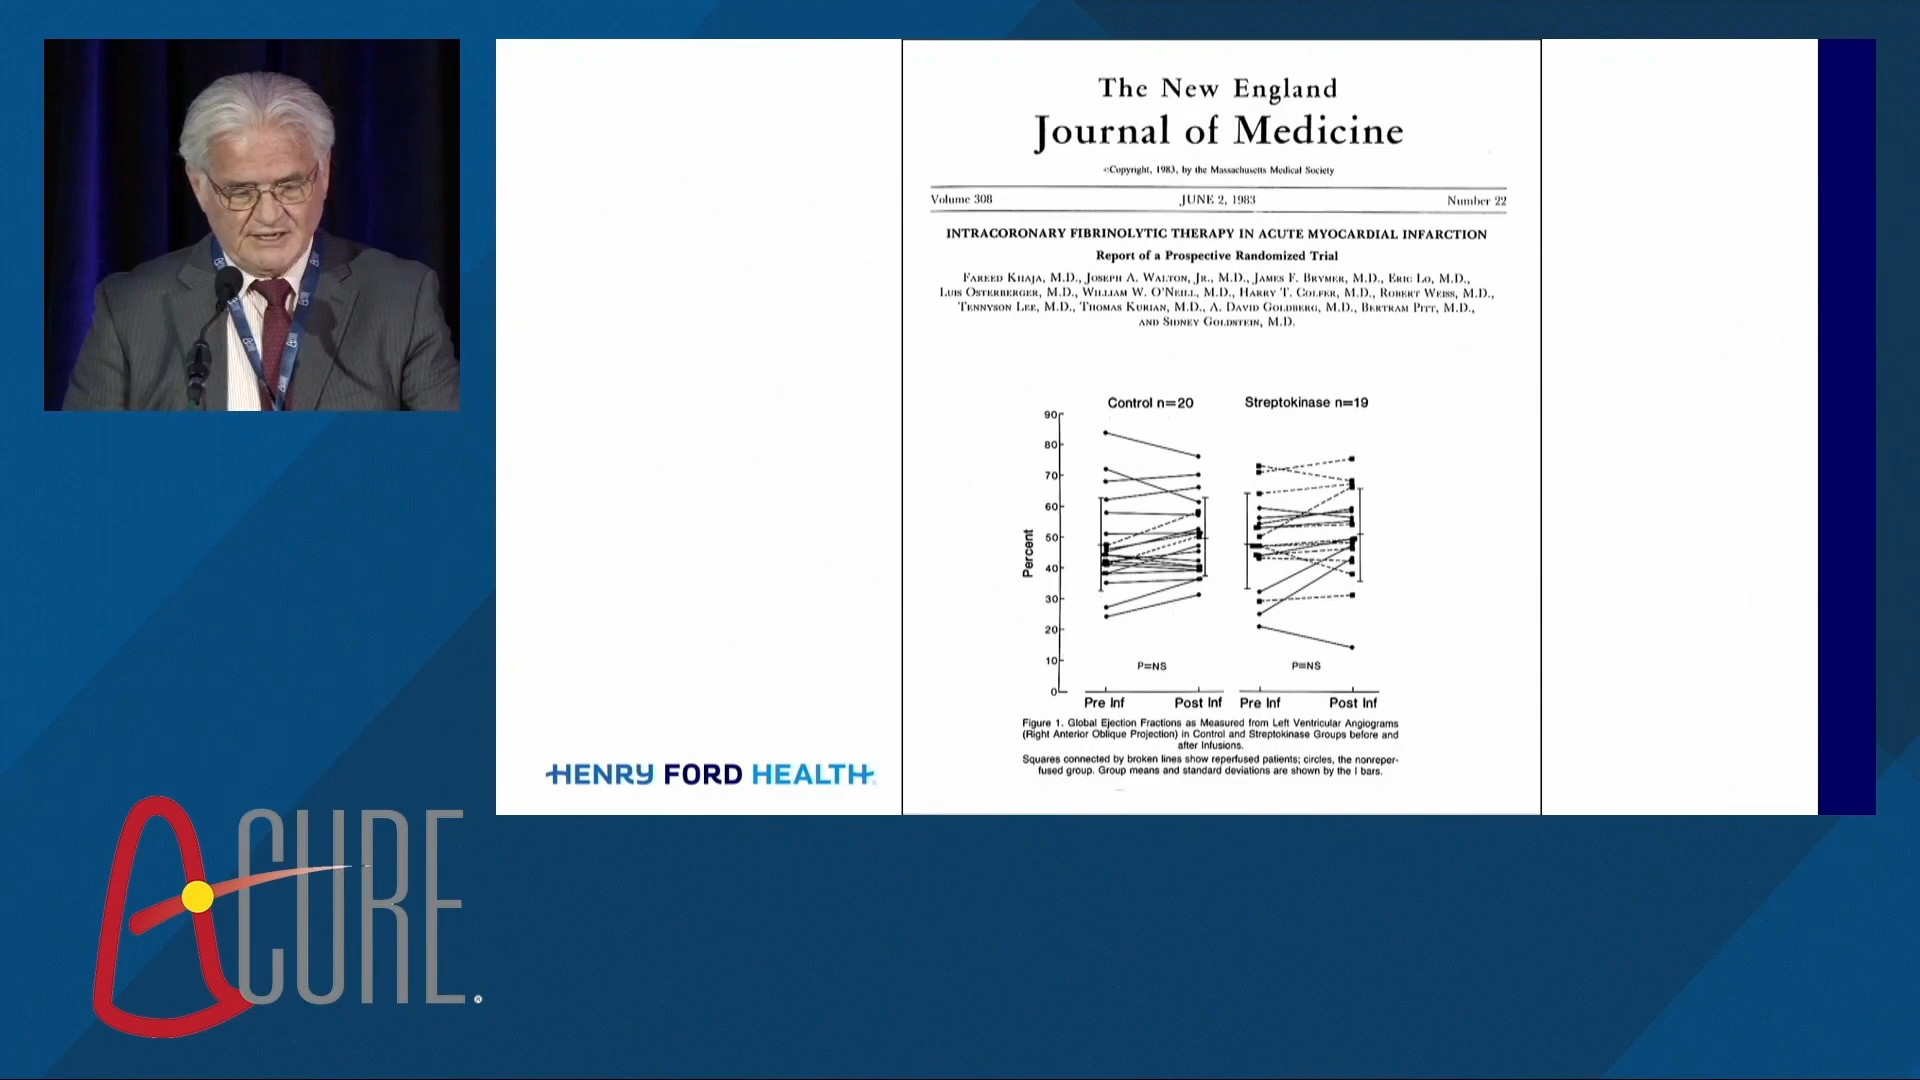 The New England
Journal of Medicine
©Copyright, 1983, by the Massachusetts Medical Society
Volume 308 JUNE 2, 1983 Number 22
INTRACORONARY FIBRINOLYTIC THERAPY IN ACUTE MYOCARDIAL INFARCTION
Report of a Prospective Randomized Trial
FAREED KHAJA, M.D., JOSEPH A. WALTON, JR., M.D., JAMES F. BRYMER, M.D., ERIC LO, M.D.,
LUIS OSTERBERGER, M.D., WILLIAM W. O'NEILL, M.D., HARRY T. COLFER, M.D., ROBERT WEISS, M.D.,
TENNYSON LEE, M.D., THOMAS KURIAN, M.D., A. DAVID GOLDBERG, M.D., BERTRAM PITT, M.D.,
AND SIDNEY GOLDSTEIN, M.D.
Control n=20 Streptokinase n=19
90
80
70
60
50
40
30
20
10
0
Percent
P=NS P=NS
Pre Inf Post Inf Pre Inf Post Inf
Figure 1. Global Ejection Fractions as Measured from Left Ventricular Angiograms
(Right Anterior Oblique Projection) in Control and Streptokinase Groups before and
after Infusions.
Squares connected by broken lines show reperfused patients; circles, the nonreper-
fused group. Group means and standard deviations are shown by the I bars.
HENRY FORD HEALTH
A-CURE®